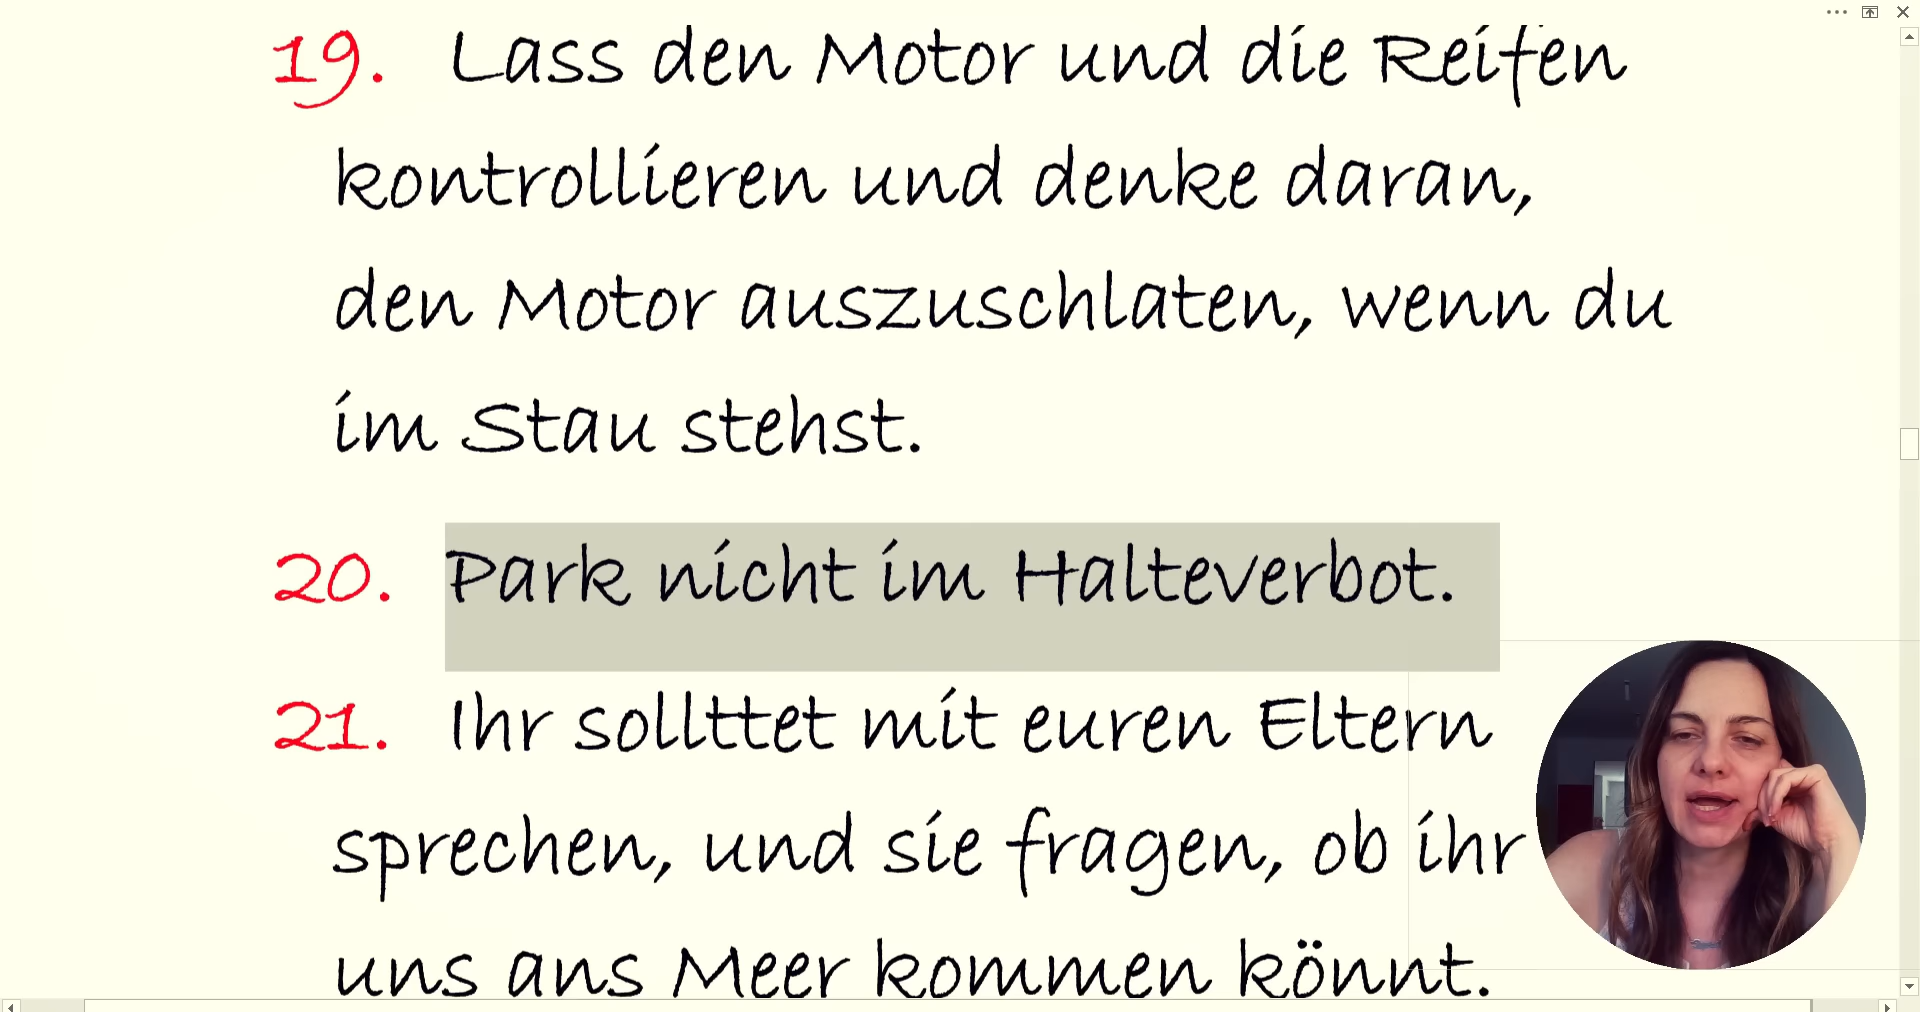 19. Lass den Motor und die Reifen
kontrollieren und denke daran,
den Motor auszuschlaten, wenn du
im Stau stehst.
20. Park nicht im Halteverbot.
21. Ihr sollttet mit euren Eltern
sprechen, und sie fragen, ob ihr
uns ans Meer kommen könnt.